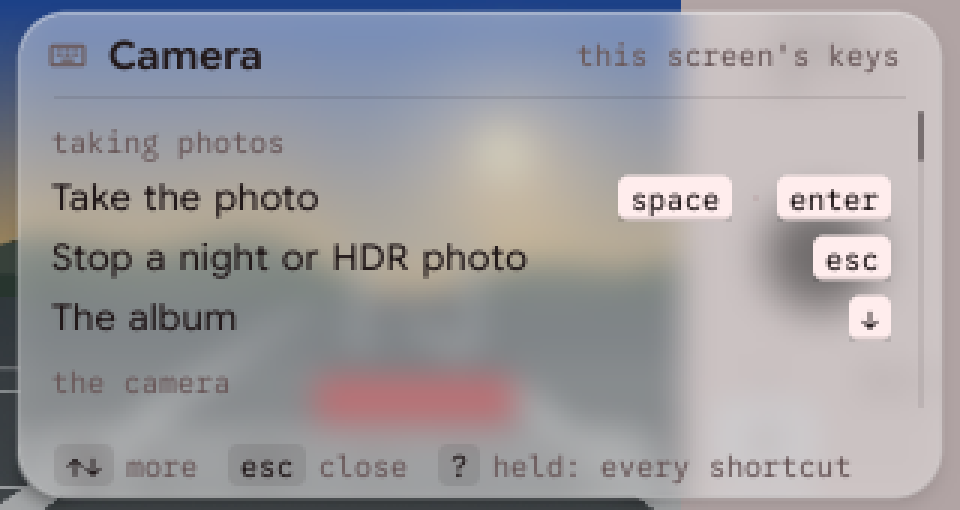 Camera this screen's keys
taking photos
Take the photo space · enter
Stop a night or HDR photo esc
The album ↓
the camera
↑↓ more esc close ? held: every shortcut